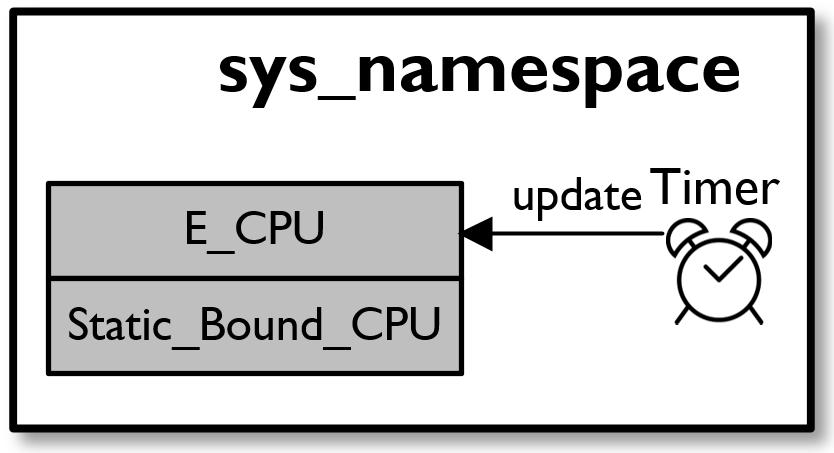 sys_namespace
update Timer
E_CPU
Static_Bound_CPU